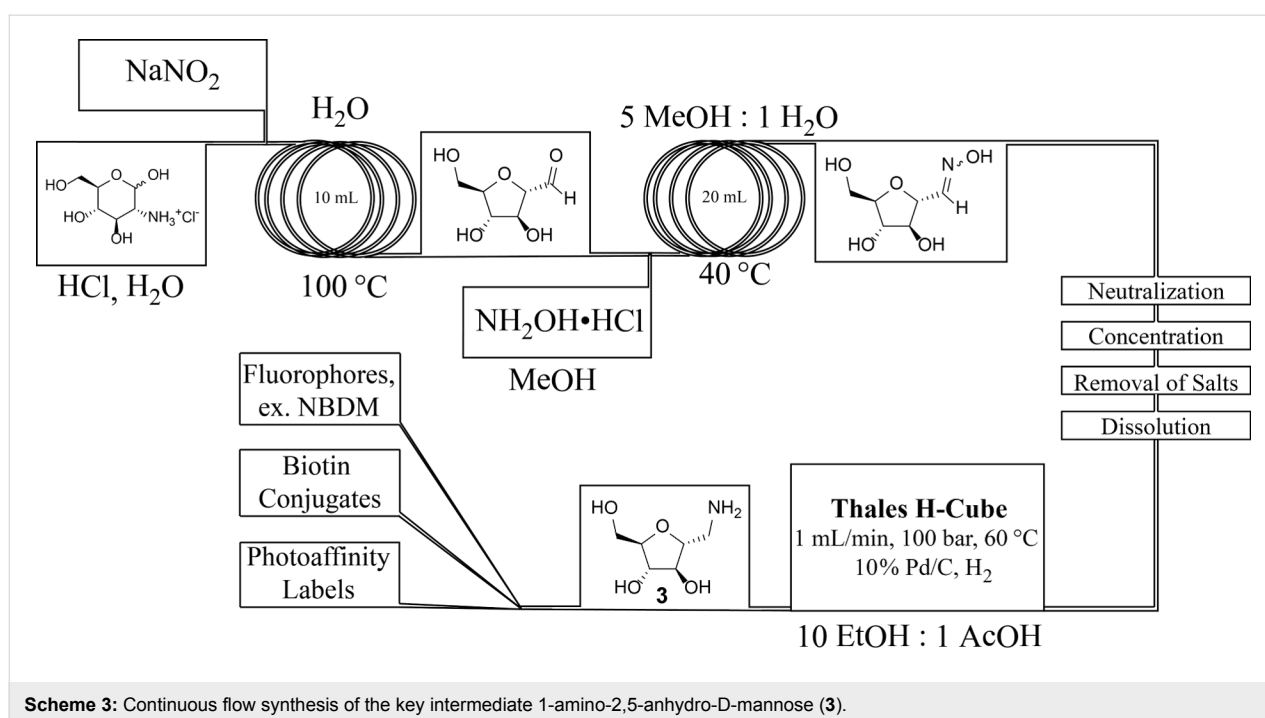 NaNO₂
HO
O
OH
HO
OH
NH₃⁺Cl⁻
HCl, H₂O
H₂O
10 mL
100 °C
HO
O
O
H
HO
OH
NH₂OH•HCl
MeOH
5 MeOH : 1 H₂O
20 mL
40 °C
HO
O
N
OH
H
HO
OH
Neutralization
Concentration
Removal of Salts
Dissolution
Thales H-Cube
1 mL/min, 100 bar, 60 °C
10% Pd/C, H₂
10 EtOH : 1 AcOH
HO
O
NH₂
HO
OH
3
Fluorophores,
ex. NBDM
Biotin
Conjugates
Photoaffinity
Labels
Scheme 3: Continuous flow synthesis of the key intermediate 1-amino-2,5-anhydro-D-mannose (3).